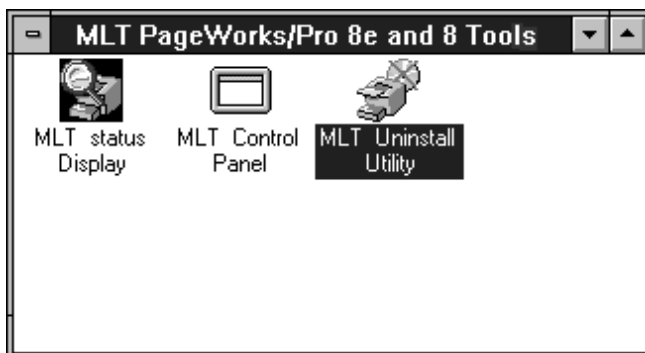 MLT PageWorks/Pro 8e and 8 Tools
MLT status
Display
MLT Control
Panel
MLT Uninstall
Utility